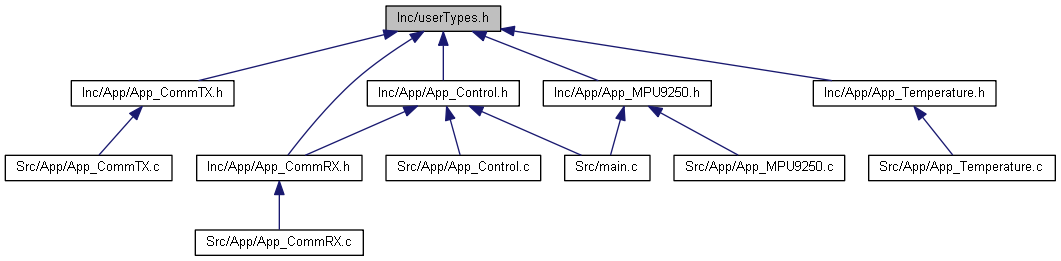 Inc/userTypes.h
Inc/App/App_CommTX.h
Inc/App/App_Control.h
Inc/App/App_MPU9250.h
Inc/App/App_Temperature.h
Src/App/App_CommTX.c
Inc/App/App_CommRX.h
Src/App/App_Control.c
Src/main.c
Src/App/App_MPU9250.c
Src/App/App_Temperature.c
Src/App/App_CommRX.c